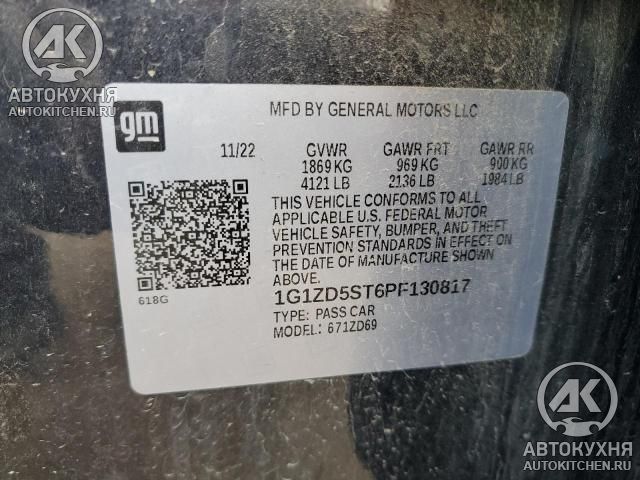 AK
АВТОКУХНЯ
AUTOKITCHEN.RU
gm
MFD BY GENERAL MOTORS LLC
11/22 GVWR GAWR FRT GAWR RR
1869 KG 969 KG 900 KG
4121 LB 2136 LB 1984 LB
THIS VEHICLE CONFORMS TO ALL
APPLICABLE U.S. FEDERAL MOTOR
VEHICLE SAFETY, BUMPER, AND THEFT
PREVENTION STANDARDS IN EFFECT ON
THE DATE OF MANUFACTURE SHOWN
ABOVE.
618G
1G1ZD5ST6PF130817
TYPE: PASS CAR
MODEL: 671ZD69
AK
АВТОКУХНЯ
AUTOKITCHEN.RU